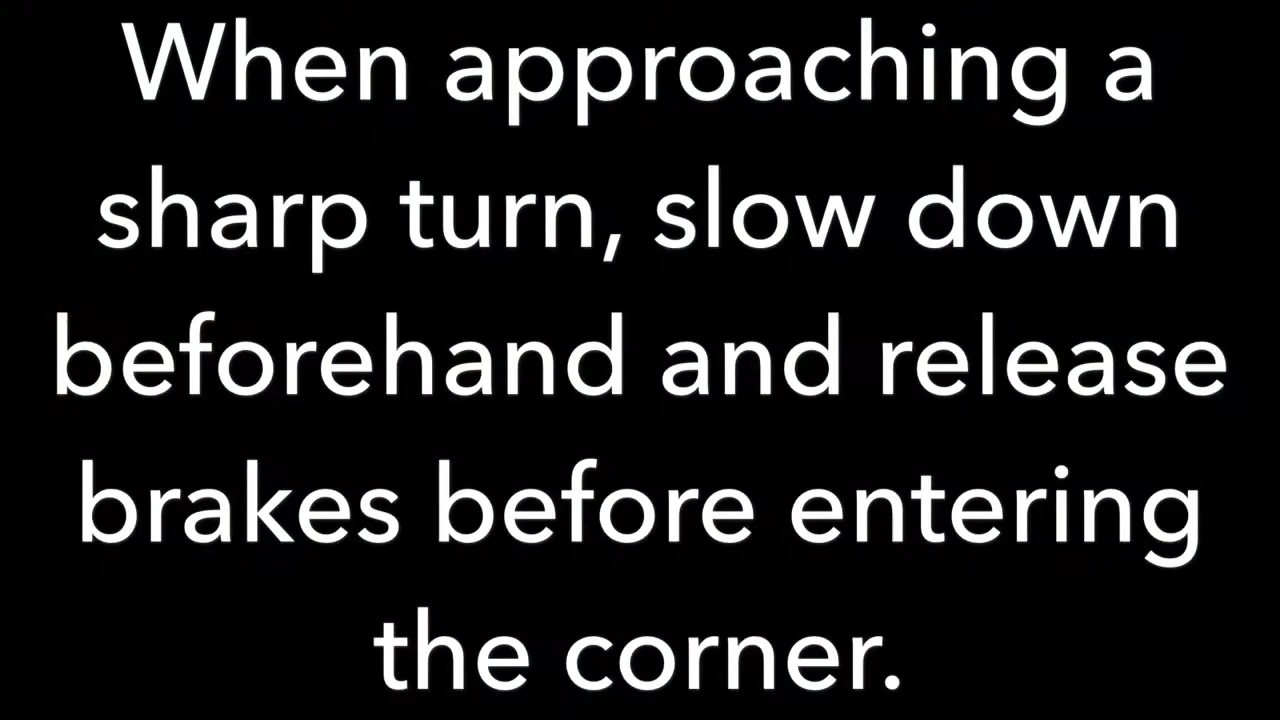 When approaching a
sharp turn, slow down
beforehand and release
brakes before entering
the corner.